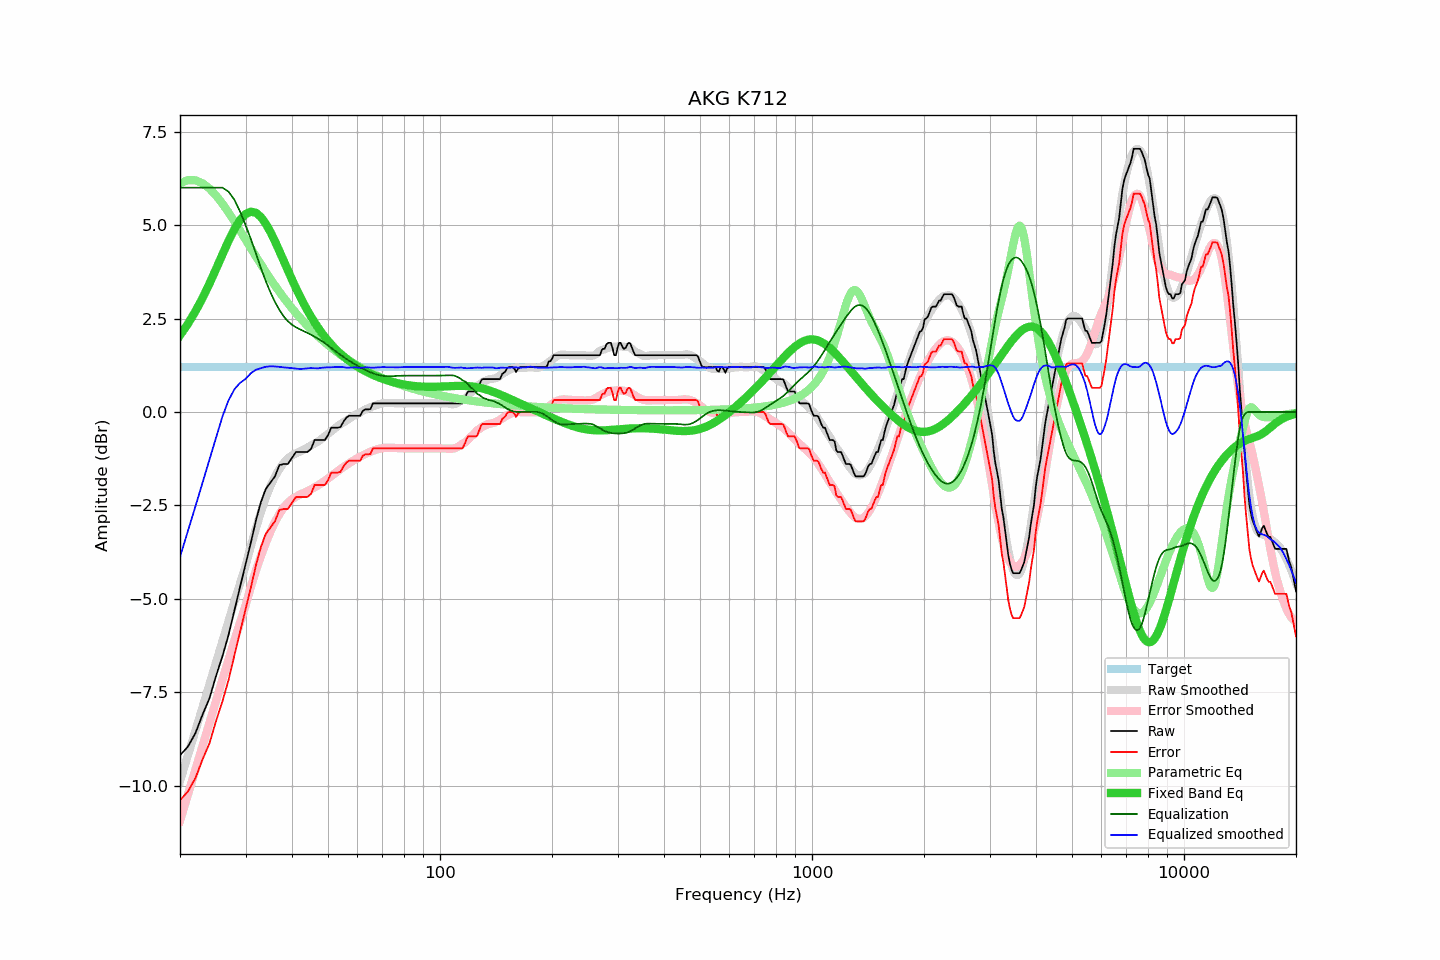 AKG K712
7.5
5.0
2.5
0.0
−2.5
−5.0
−7.5
−10.0
Amplitude (dBr)
100
1000
10000
Frequency (Hz)
Target
Raw Smoothed
Error Smoothed
Raw
Error
Parametric Eq
Fixed Band Eq
Equalization
Equalized smoothed